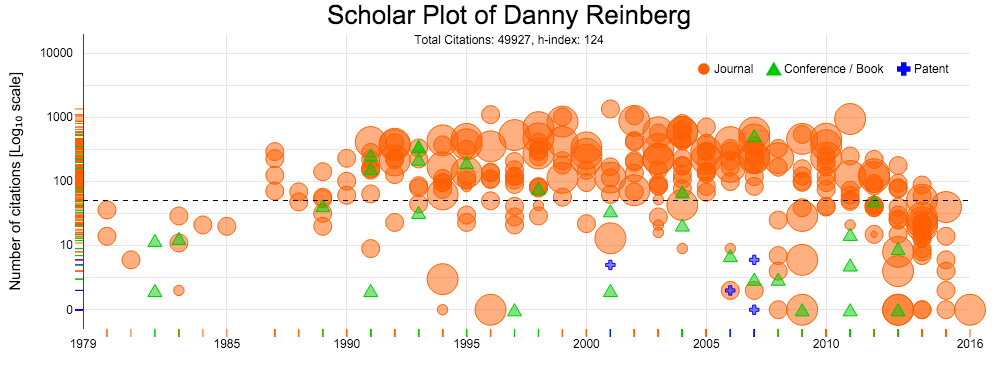 Scholar Plot of Danny Reinberg
Total Citations: 49927, h-index: 124
Journal Conference / Book Patent
Number of citations [Log10 scale]
10000
1000
100
10
0
1979 1985 1990 1995 2000 2005 2010 2016